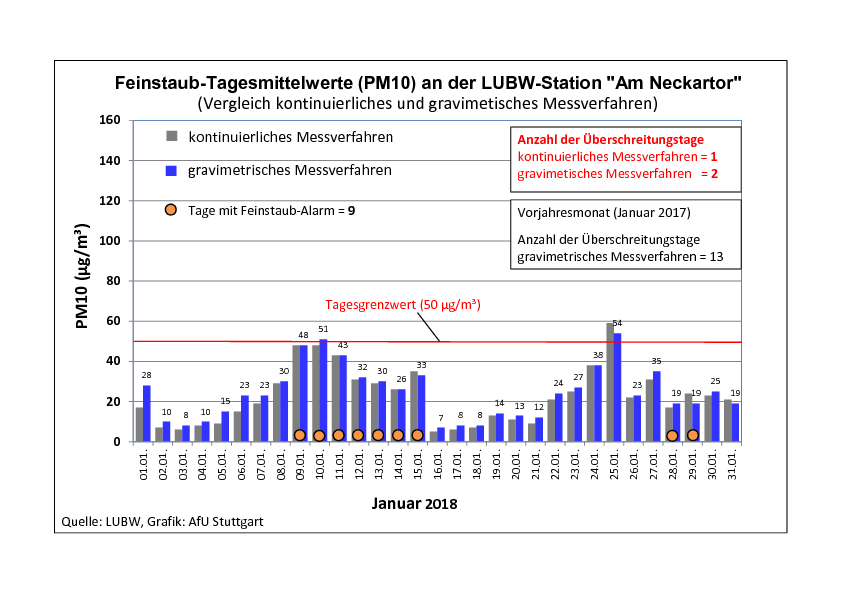 Feinstaub-Tagesmittelwerte (PM10) an der LUBW-Station "Am Neckartor"
(Vergleich kontinuierliches und gravimetisches Messverfahren)
160
140
120
100
80
60
40
20
0
PM10 (µg/m³)
kontinuierliches Messverfahren
gravimetrisches Messverfahren
Tage mit Feinstaub-Alarm = 9
Anzahl der Überschreitungstage
kontinuierliches Messverfahren = 1
gravimetisches Messverfahren = 2
Vorjahresmonat (Januar 2017)
Anzahl der Überschreitungstage
gravimetrisches Messverfahren = 13
Tagesgrenzwert (50 µg/m³)
28 10 8 10 15 23 23 30 48 51 43 32 30 26 33 7 8 8 14 13 12 24 27 38 54 23 35 19 19 25 19
01.01. 02.01. 03.01. 04.01. 05.01. 06.01. 07.01. 08.01. 09.01. 10.01. 11.01. 12.01. 13.01. 14.01. 15.01. 16.01. 17.01. 18.01. 19.01. 20.01. 21.01. 22.01. 23.01. 24.01. 25.01. 26.01. 27.01. 28.01. 29.01. 30.01. 31.01.
Januar 2018
Quelle: LUBW, Grafik: AfU Stuttgart